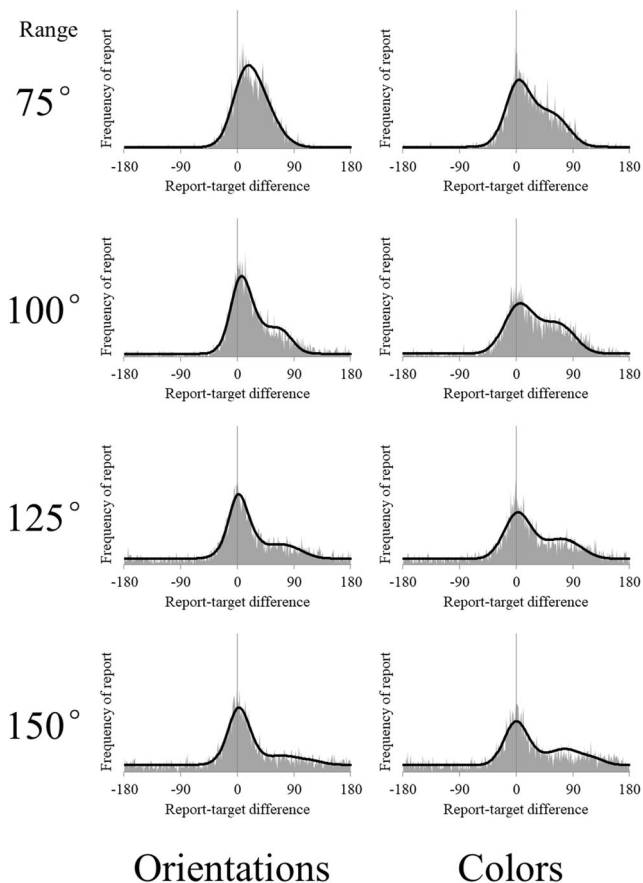 Range
75°
Frequency of report
-180 -90 0 90 180
Report-target difference
Frequency of report
-180 -90 0 90 180
Report-target difference
100°
Frequency of report
-180 -90 0 90 180
Report-target difference
Frequency of report
-180 -90 0 90 180
Report-target difference
125°
Frequency of report
-180 -90 0 90 180
Report-target difference
Frequency of report
-180 -90 0 90 180
Report-target difference
150°
Frequency of report
-180 -90 0 90 180
Report-target difference
Frequency of report
-180 -90 0 90 180
Report-target difference
Orientations
Colors